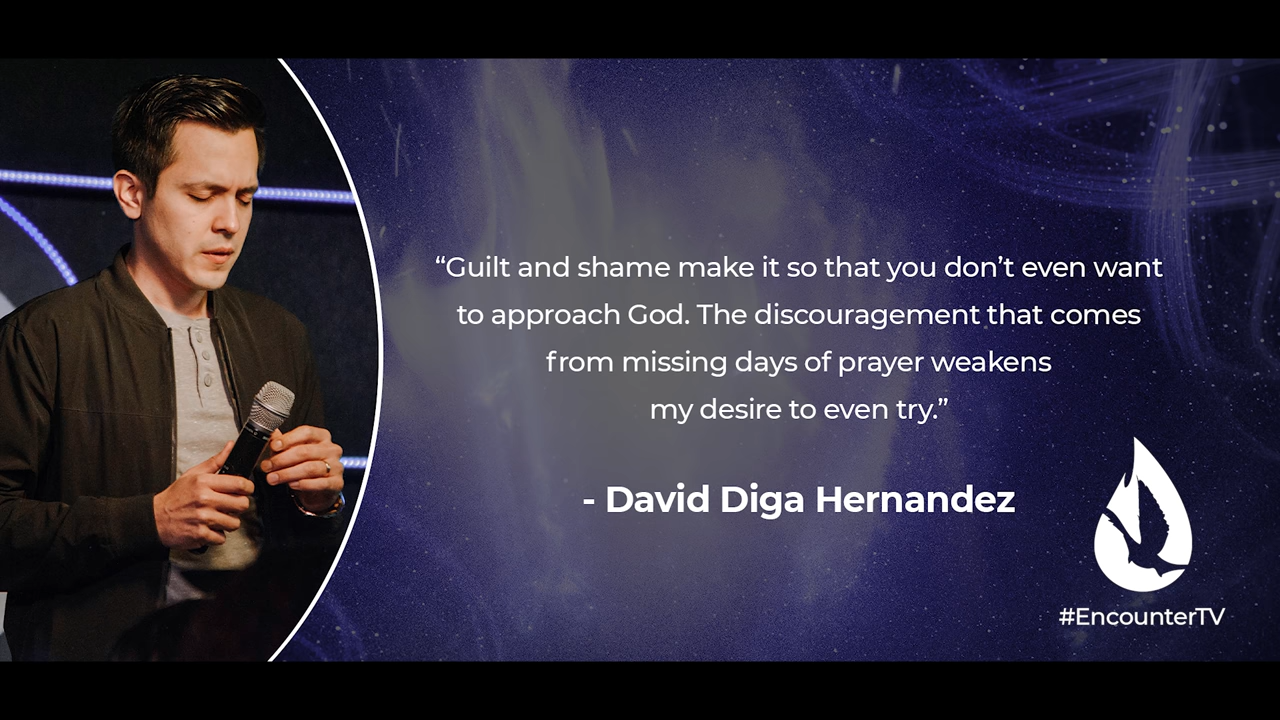 “Guilt and shame make it so that you don’t even want
to approach God. The discouragement that comes
from missing days of prayer weakens
my desire to even try.”
- David Diga Hernandez
#EncounterTV